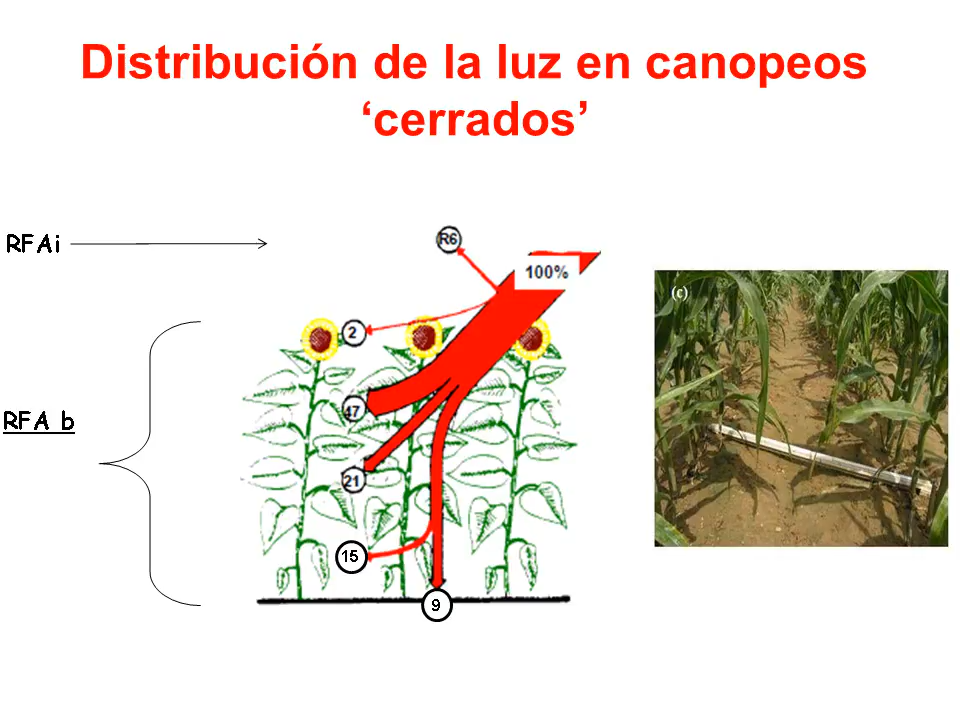 Distribución de la luz en canopeos
‘cerrados’
RFAi
R6
100%
(c)
2
47
RFA b
21
15
9